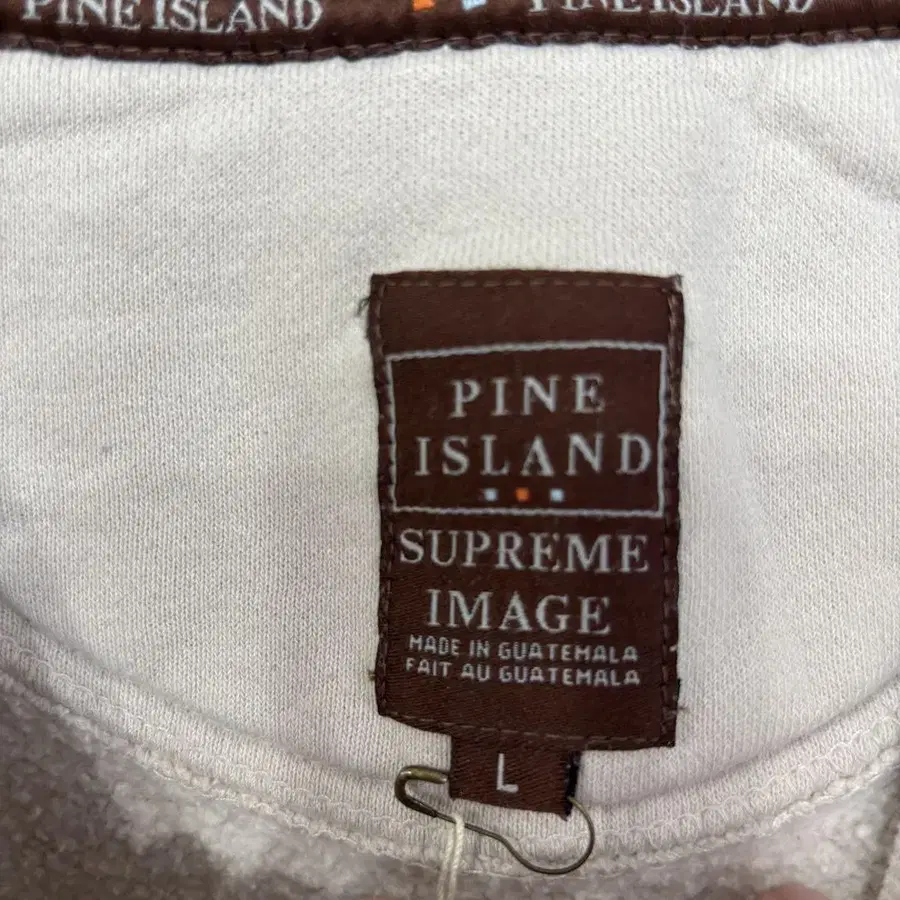 PINE ISLAND PINE ISLAND
PINE
ISLAND
SUPREME
IMAGE
MADE IN GUATEMALA
FAIT AU GUATEMALA
L